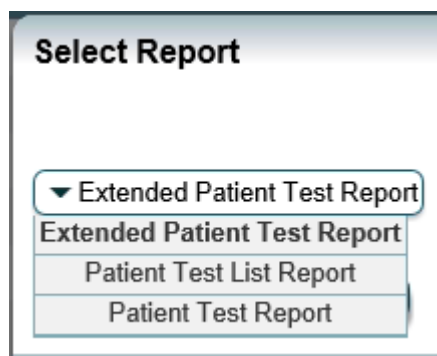 Select Report
Extended Patient Test Report
Extended Patient Test Report
Patient Test List Report
Patient Test Report